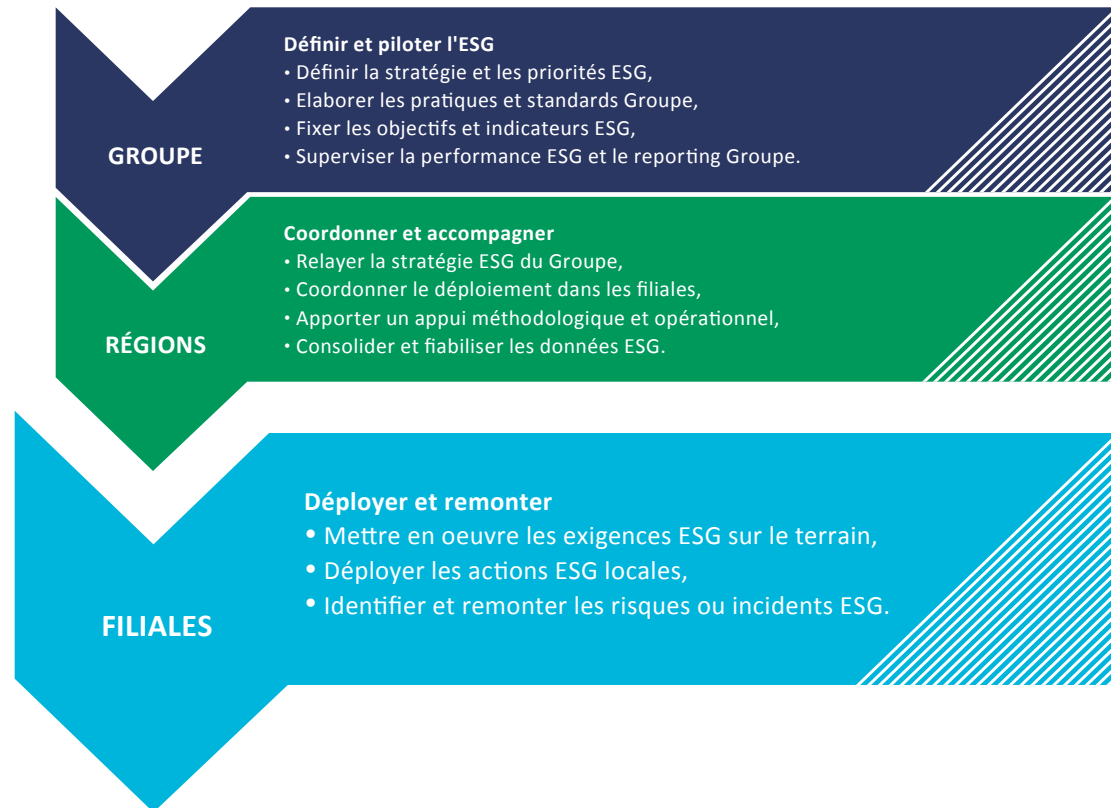 GROUPE
Définir et piloter l'ESG
• Définir la stratégie et les priorités ESG,
• Elaborer les pratiques et standards Groupe,
• Fixer les objectifs et indicateurs ESG,
• Superviser la performance ESG et le reporting Groupe.
RÉGIONS
Coordonner et accompagner
• Relayer la stratégie ESG du Groupe,
• Coordonner le déploiement dans les filiales,
• Apporter un appui méthodologique et opérationnel,
• Consolider et fiabiliser les données ESG.
FILIALES
Déployer et remonter
• Mettre en oeuvre les exigences ESG sur le terrain,
• Déployer les actions ESG locales,
• Identifier et remonter les risques ou incidents ESG.